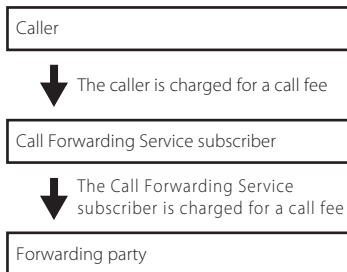 Caller
The caller is charged for a call fee
Call Forwarding Service subscriber
The Call Forwarding Service
subscriber is charged for a call fee
Forwarding party